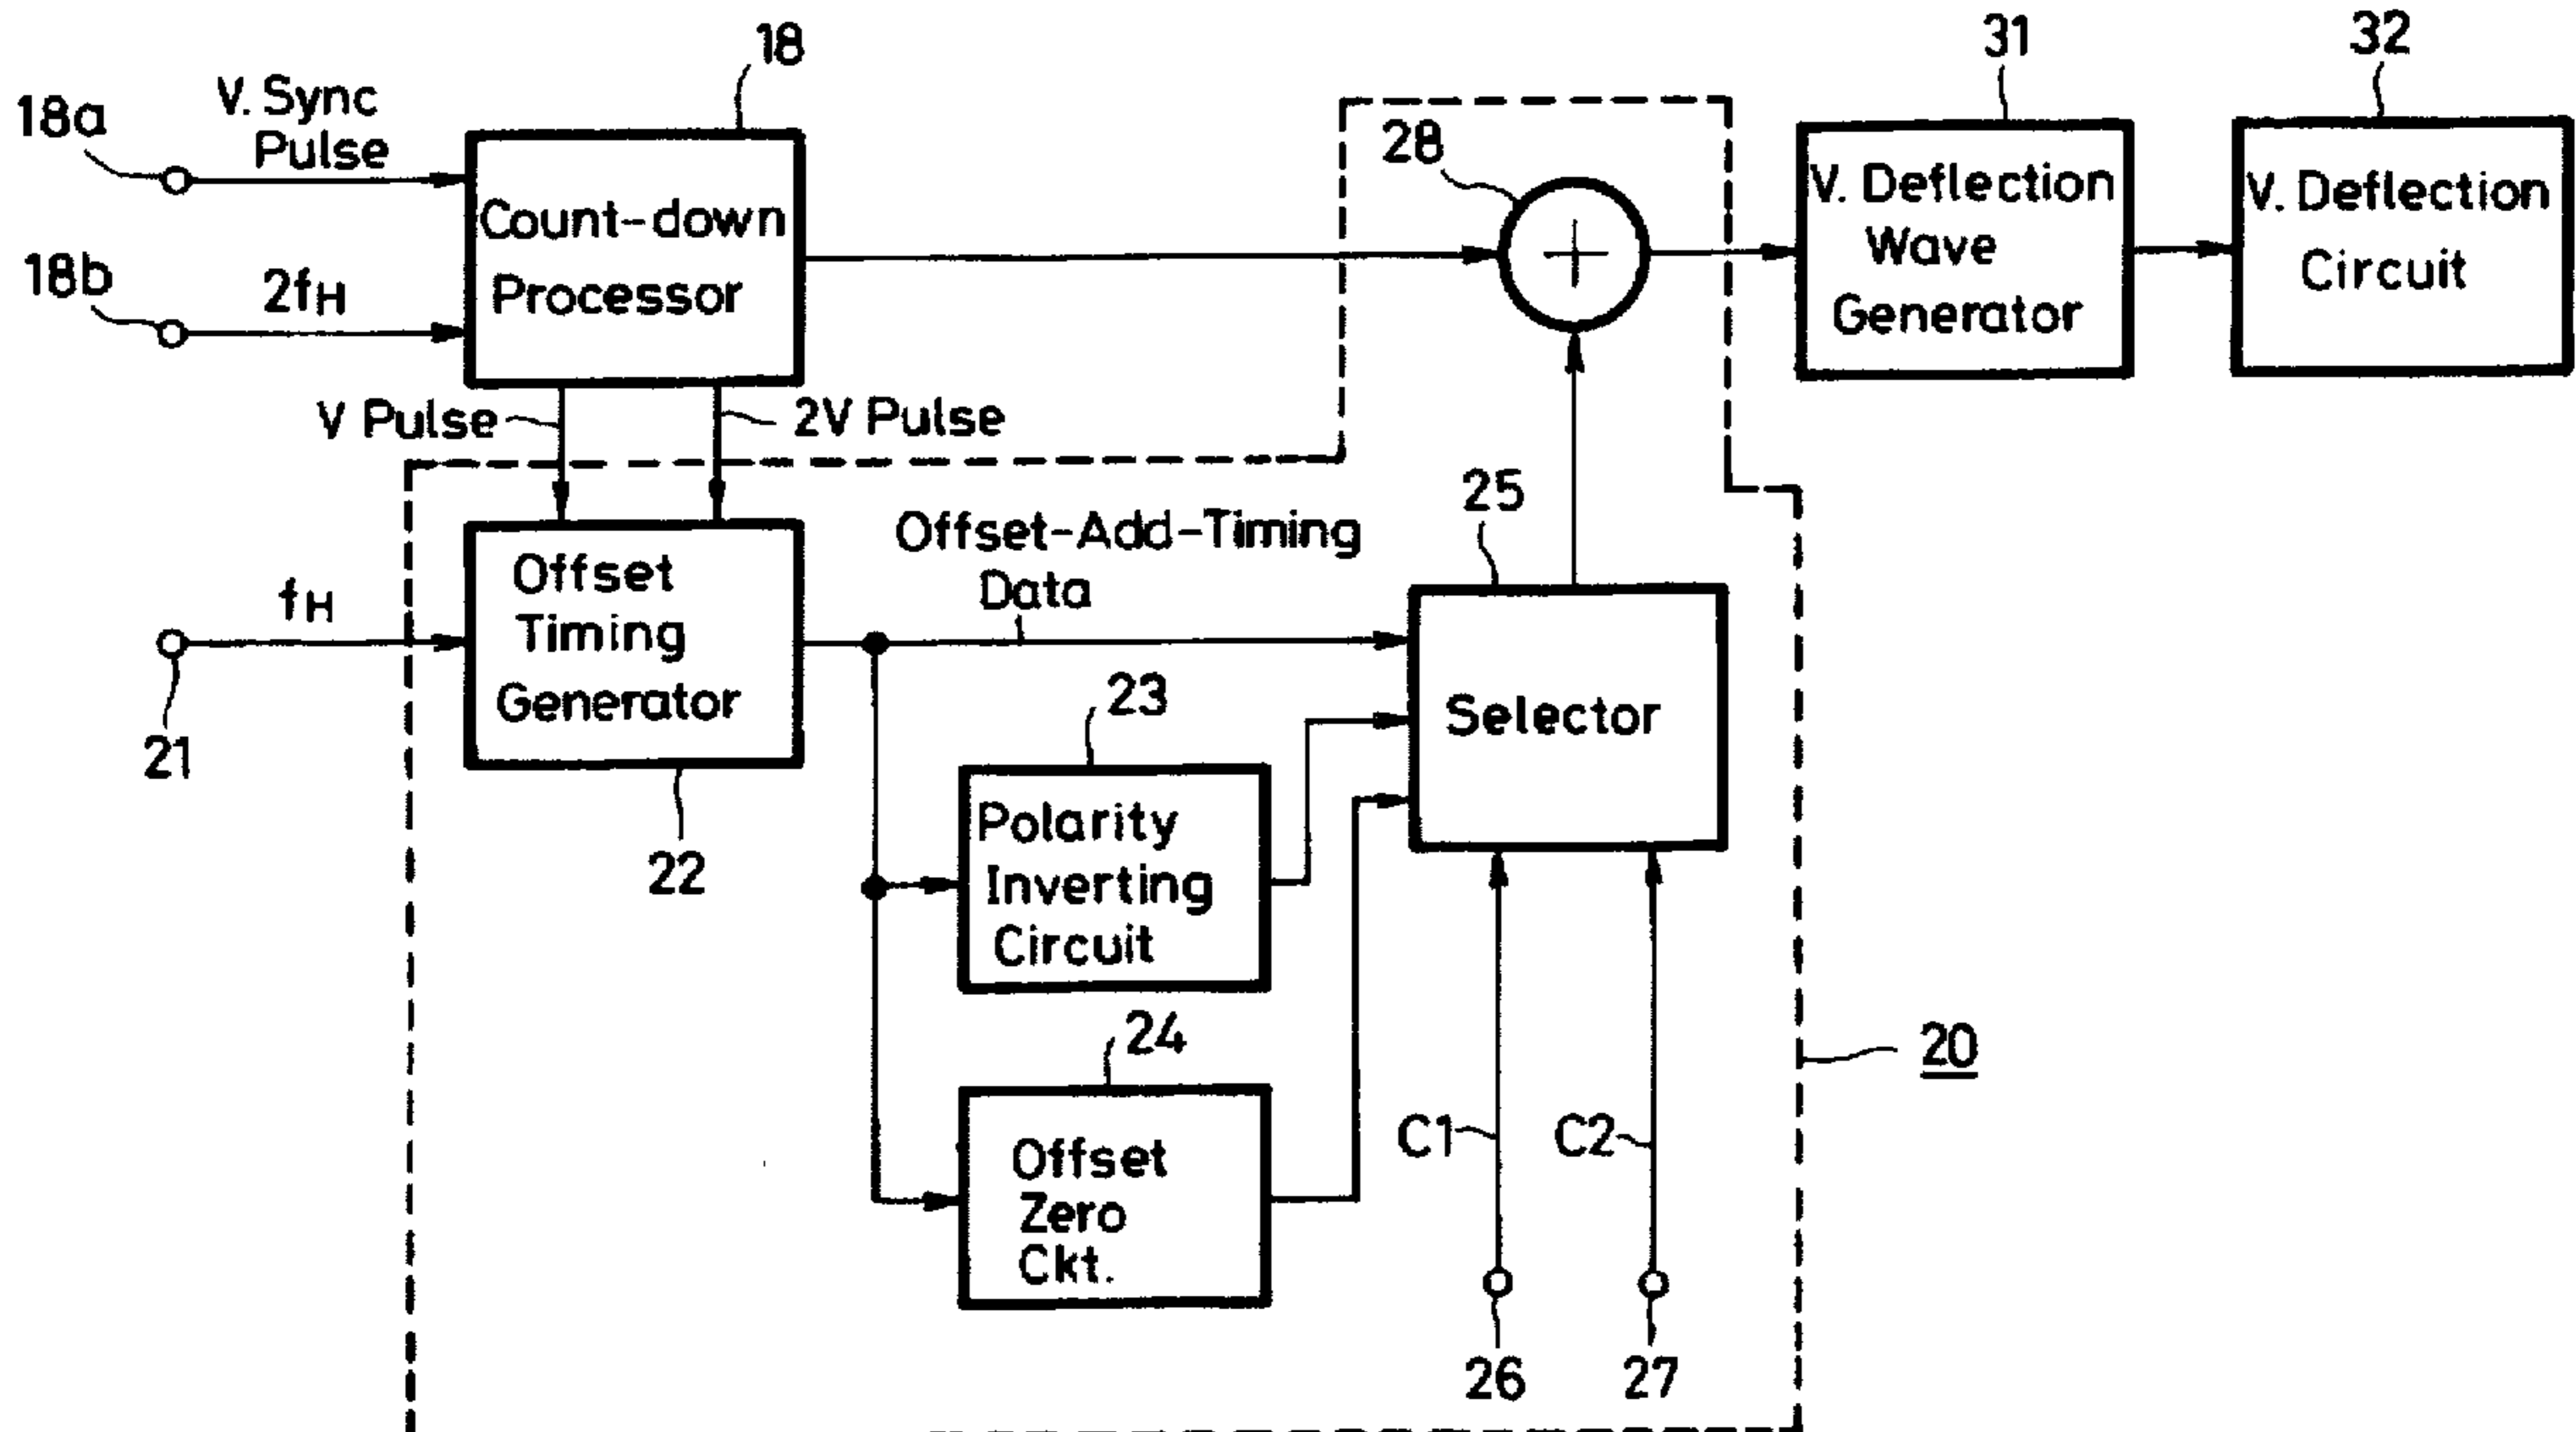 18
31
32
18a
V. Sync
Pulse
28
Count-down
Processor
V. Deflection
Wave
Generator
V. Deflection
Circuit
18b
2fH
V Pulse
2V Pulse
25
Offset-Add-Timing
Data
Offset
Timing
Generator
fH
21
22
23
Selector
Polarity
Inverting
Circuit
24
20
Offset
Zero
Ckt.
C1
C2
26
27